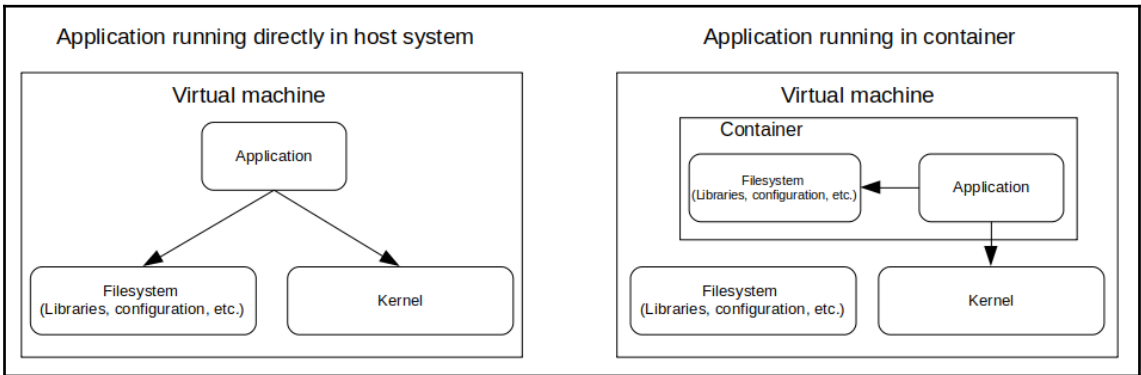 Application running directly in host system
Virtual machine
Application
Filesystem
(Libraries, configuration, etc.)
Kernel
Application running in container
Virtual machine
Container
Filesystem
(Libraries, configuration, etc.)
Application
Filesystem
(Libraries, configuration, etc.)
Kernel